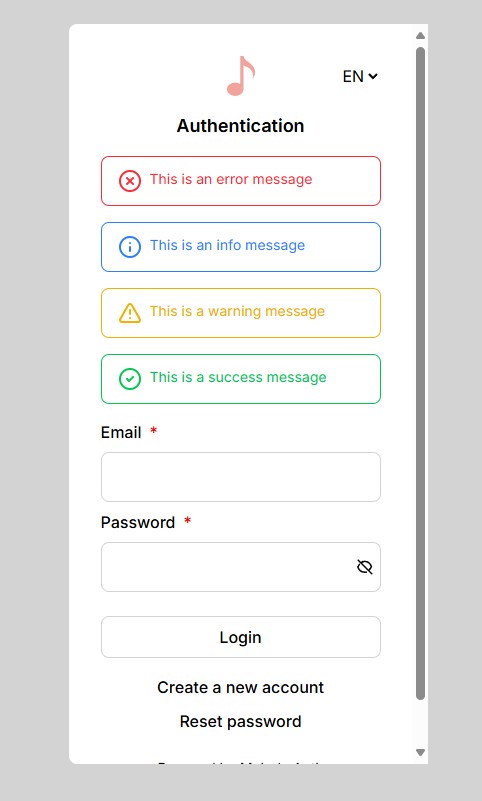 EN
Authentication
This is an error message
This is an info message
This is a warning message
This is a success message
Email *
Password *
Login
Create a new account
Reset password